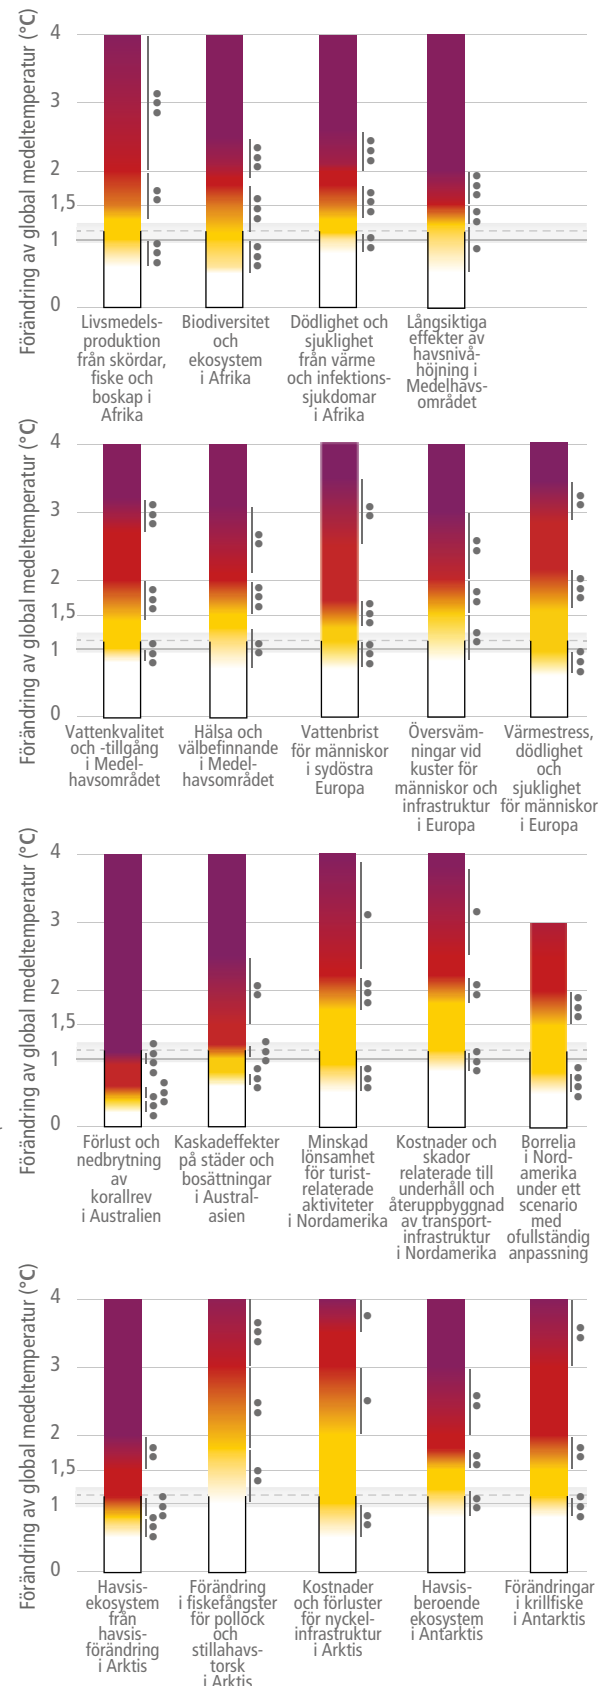 Förändring av global medeltemperatur (°C)
4
3
2
1,5
1
0
Livsmedels-
produktion
från skördar,
fiske och
boskap i
Afrika
Biodiversitet
och
ekosystem
i Afrika
Dödlighet och
sjuklighet
från värme
och infektions-
sjukdomar
i Afrika
Långsiktiga
effekter av
havsnivå-
höjning i
Medelhavs-
området
Förändring av global medeltemperatur (°C)
4
3
2
1,5
1
0
Vattenkvalitet
och -tillgång
i Medel-
havsområdet
Hälsa och
välbefinnande
i Medel-
havsområdet
Vattenbrist
för människor
i sydöstra
Europa
Översväm-
ningar vid
kuster för
människor och
infrastruktur
i Europa
Värmestress,
dödlighet
och
sjuklighet
för människor
i Europa
Förändring av global medeltemperatur (°C)
4
3
2
1,5
1
0
Förlust och
nedbrytning
av
korallrev
i Australien
Kaskadeffekter
på städer och
bosättningar
i Austral-
asien
Minskad
lönsamhet
för turist-
relaterade
aktiviteter
i Nordamerika
Kostnader och
skador
relaterade till
underhåll och
återuppbyggnad
av transport-
infrastruktur
i Nordamerika
Borrelia
i Nord-
amerika
under ett
scenario
med
ofullständig
anpassning
Förändring av global medeltemperatur (°C)
4
3
2
1,5
1
0
Havsis-
ekosystem
från
havsis-
förändring
i Arktis
Förändring
i fiskefångster
för pollock
och
stillahavs-
torsk
i Arktis
Kostnader
och förluster
för nyckel-
infrastruktur
i Arktis
Havsis-
beroende
ekosystem
i Antarktis
Förändringar
i krillfiske
i Antarktis